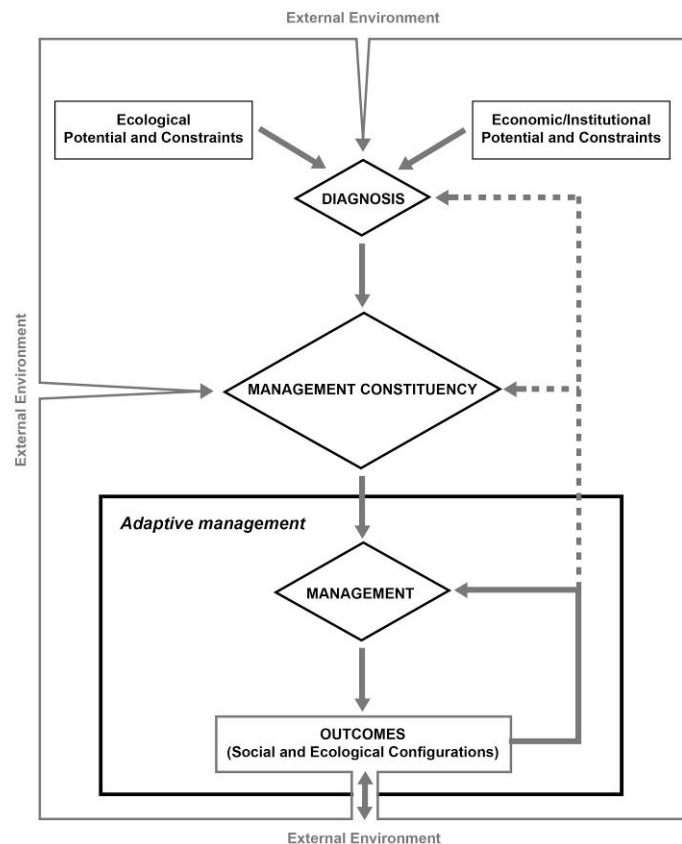 External Environment
Ecological
Potential and Constraints
Economic/Institutional
Potential and Constraints
DIAGNOSIS
External Environment
MANAGEMENT CONSTITUENCY
Adaptive management
MANAGEMENT
OUTCOMES
(Social and Ecological Configurations)
External Environment